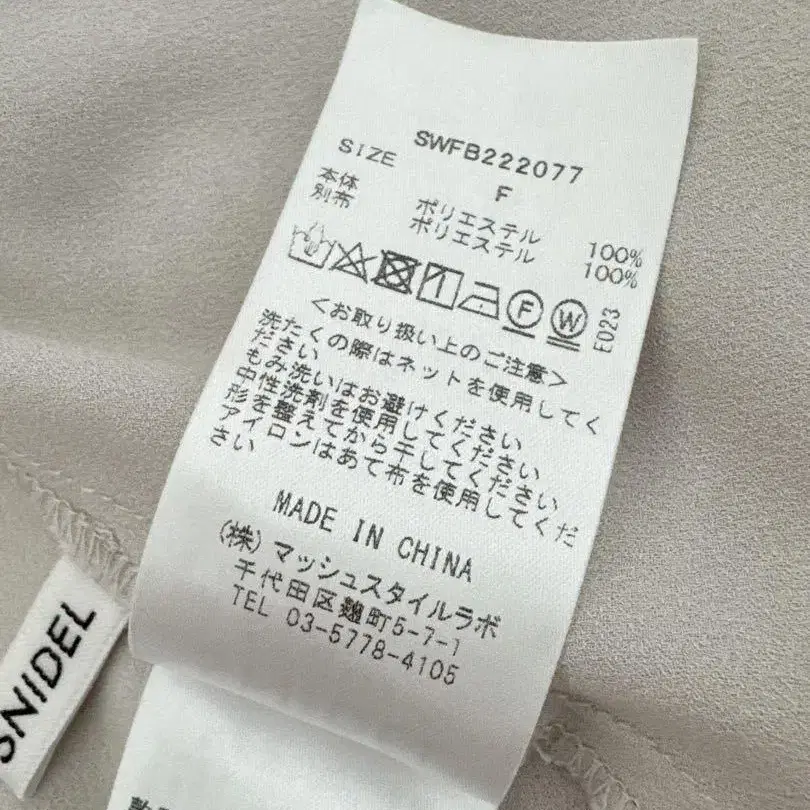 SWFB222077
SIZE F
本体 ポリエステル 100%
別布 ポリエステル 100%
F W E023
<お取り扱い上のご注意>
洗たくの際はネットを使用してく
ださい
もみ洗いはお避けください
中性洗剤を使用してください
形を整えてから干してください
アイロンはあて布を使用してくだ
さい
MADE IN CHINA
(株)マッシュスタイルラボ
千代田区麹町5-7-1
TEL 03-5778-4105
SNIDEL